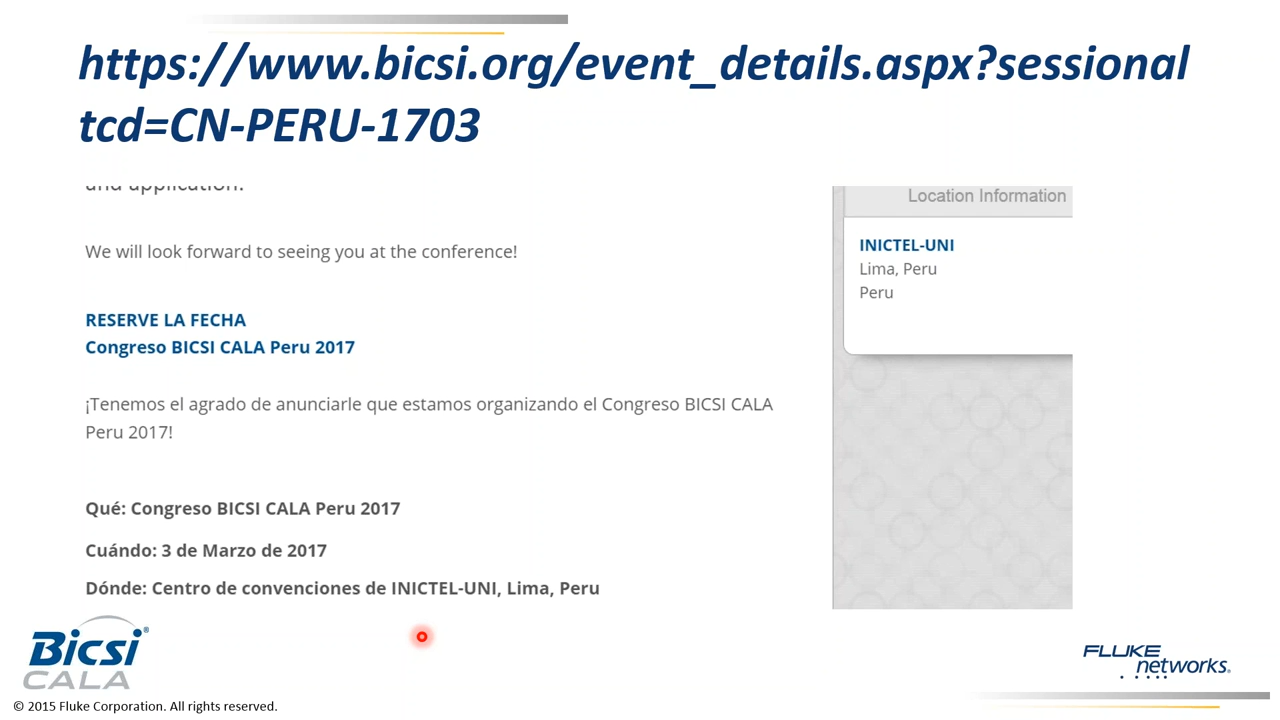 https://www.bicsi.org/event_details.aspx?sessional
tcd=CN-PERU-1703
and application.
We will look forward to seeing you at the conference!
RESERVE LA FECHA
Congreso BICSI CALA Peru 2017
¡Tenemos el agrado de anunciarle que estamos organizando el Congreso BICSI CALA
Peru 2017!
Qué: Congreso BICSI CALA Peru 2017
Cuándo: 3 de Marzo de 2017
Dónde: Centro de convenciones de INICTEL-UNI, Lima, Peru
Location Information
INICTEL-UNI
Lima, Peru
Peru
Bicsi®
CALA
FLUKE
networks®
© 2015 Fluke Corporation. All rights reserved.